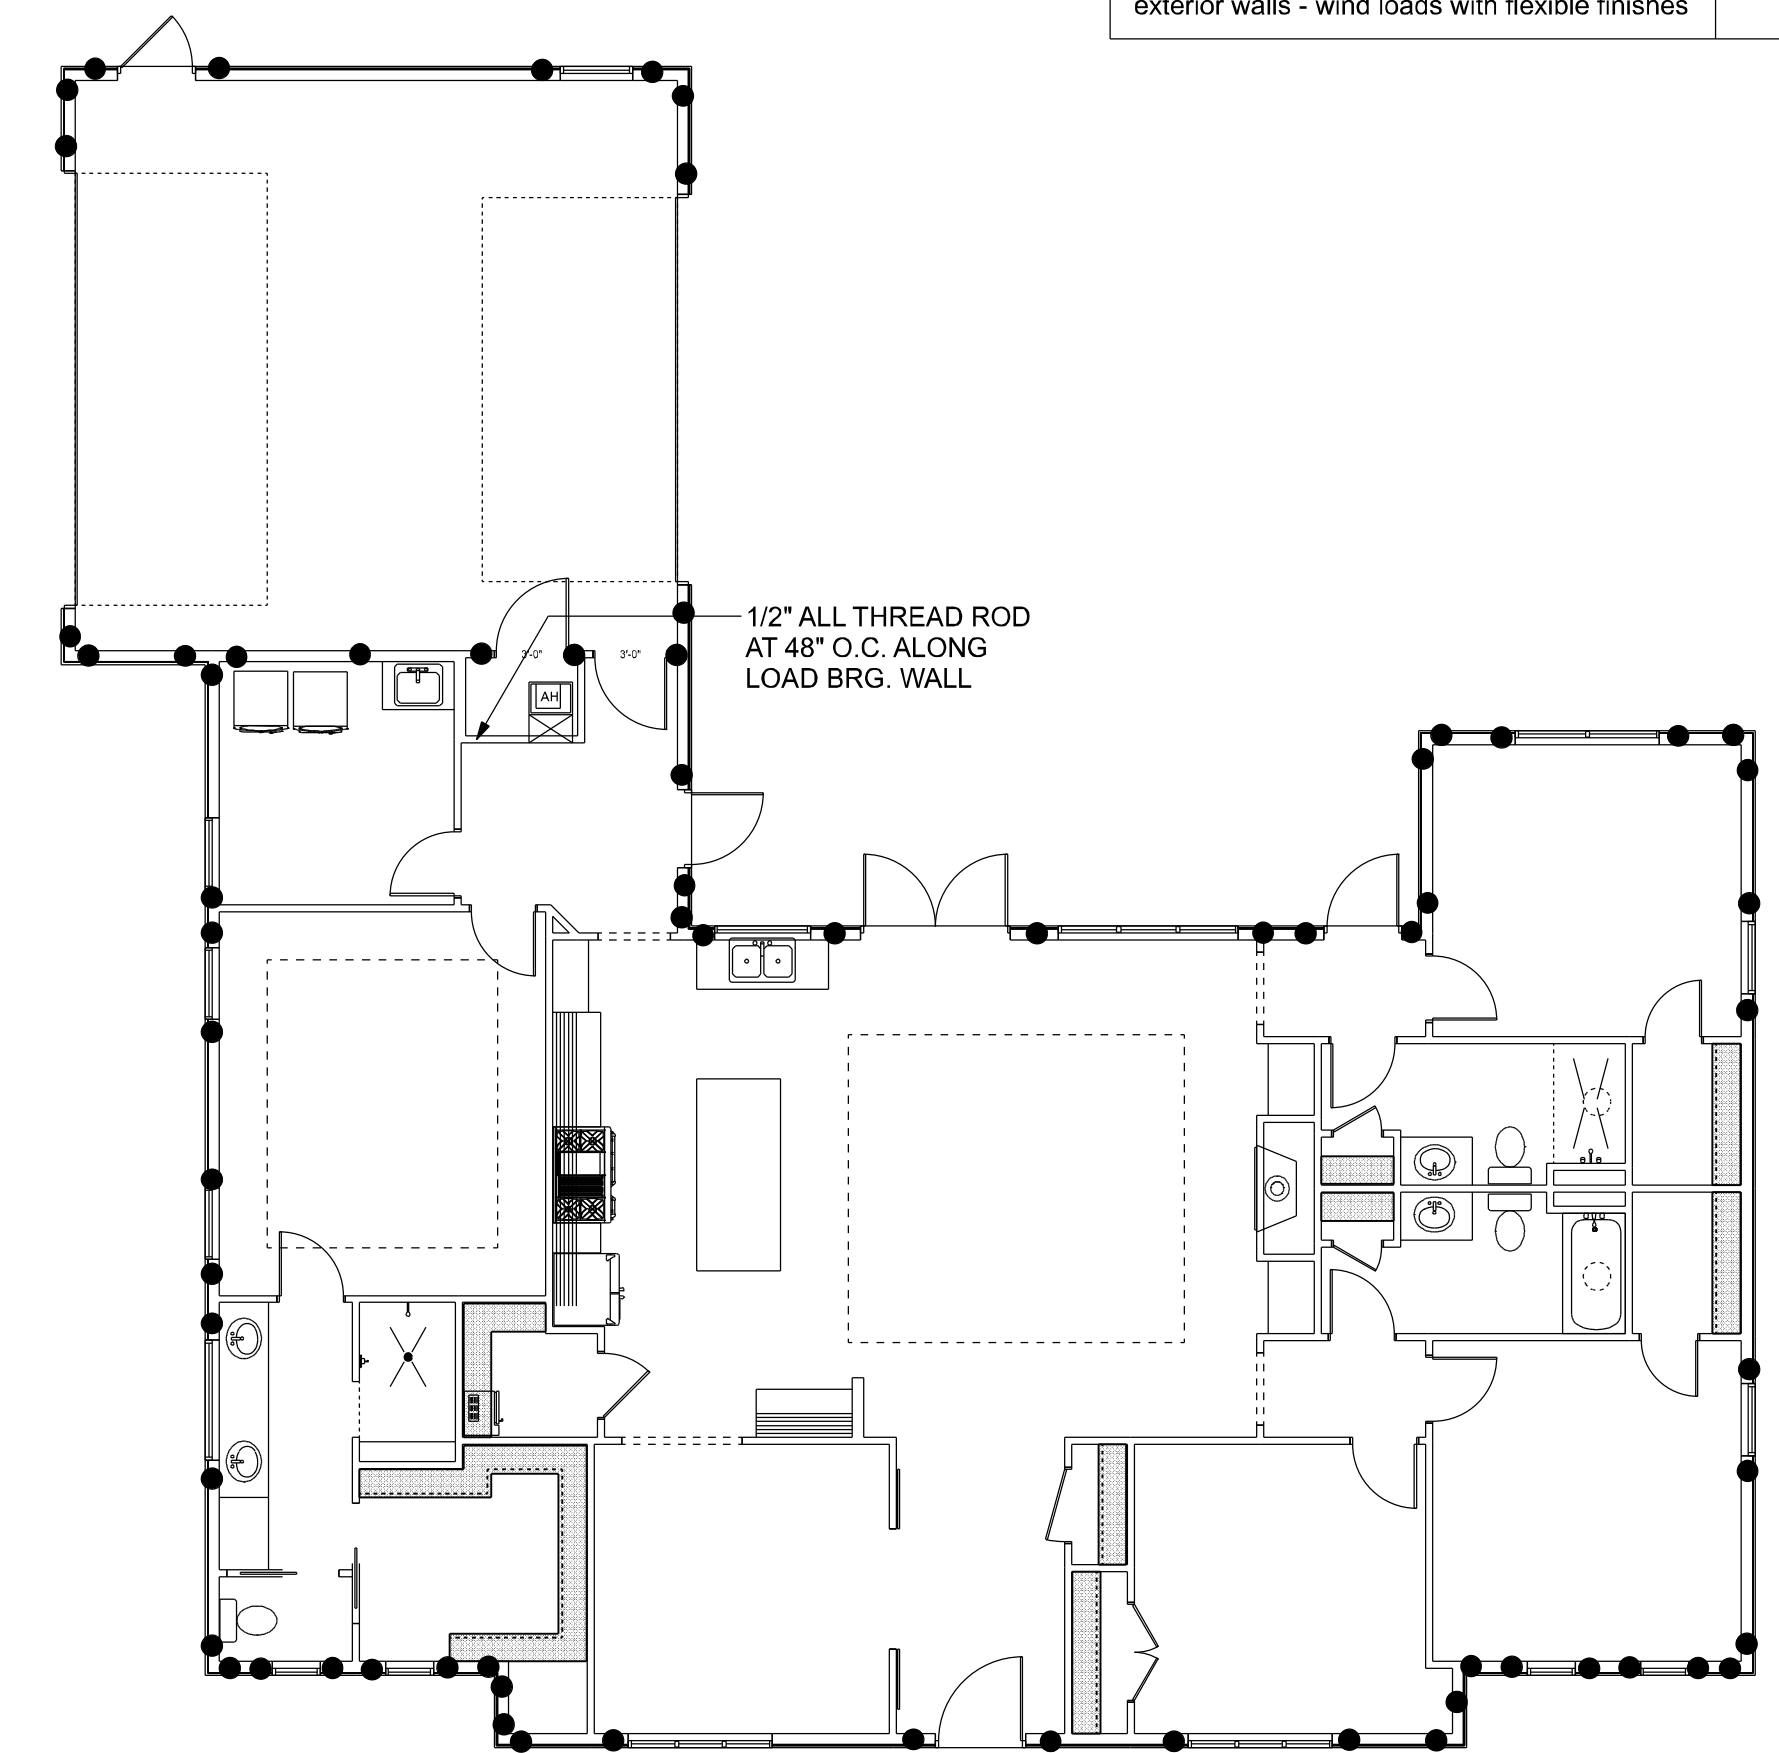 exterior walls - wind loads with flexible finishes
1/2" ALL THREAD ROD
AT 48" O.C. ALONG
LOAD BRG. WALL
3'-0"
3'-0"
AH